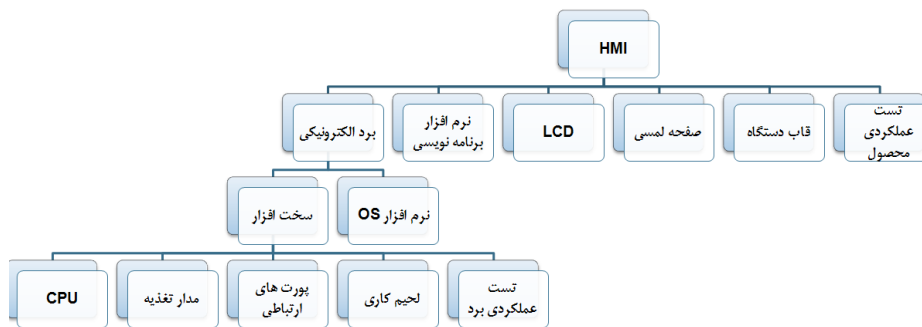 HMI
تست
عملکردی
محصول
قاب دستگاه
صفحه لمسی
LCD
نرم افزار
برنامه نویسی
برد الکترونیکی
نرم افزار OS
سخت افزار
تست
عملکردی برد
لحیم کاری
پورت های
ارتباطی
مدار تغذیه
CPU